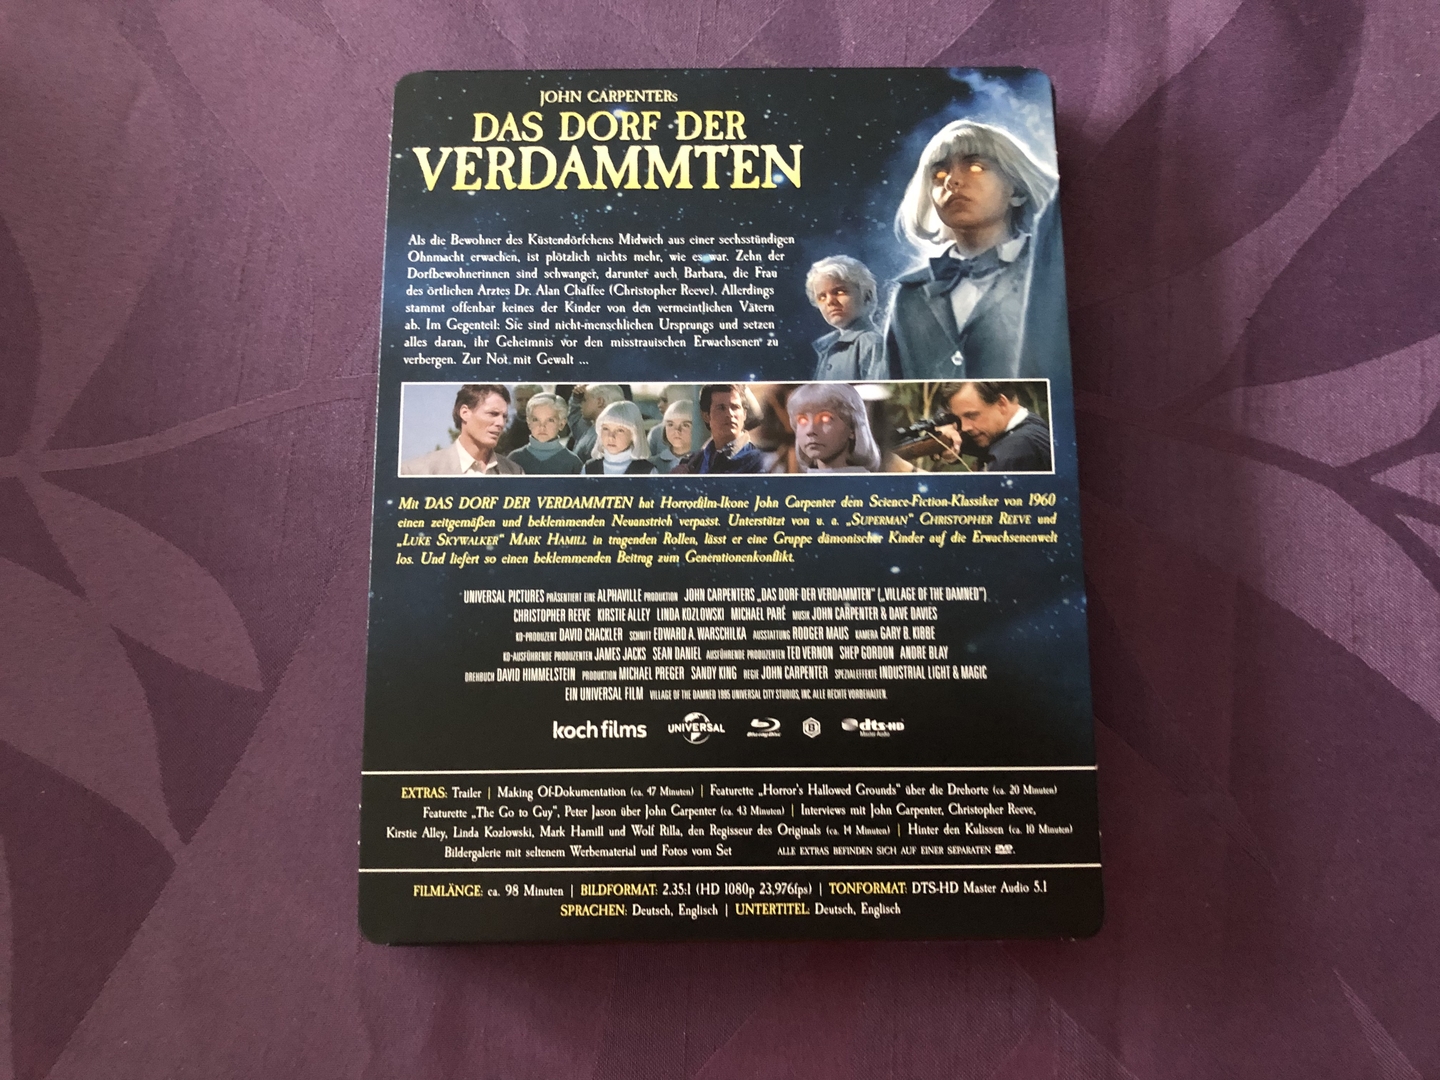 JOHN CARPENTERs
DAS DORF DER
VERDAMMTEN
Als die Bewohner des Küstendörfchens Midwich aus einer sechsstündigen
Ohnmacht erwachen, ist plötzlich nichts mehr, wie es war. Zehn der
Dorfbewohnerinnen sind schwanger, darunter auch Barbara, die Frau
des örtlichen Arztes Dr. Alan Chaffee (Christopher Reeve). Allerdings
stammt offenbar keines der Kinder von den vermeintlichen Vätern
ab. Im Gegenteil: Sie sind nicht-menschlichen Ursprungs und setzen
alles daran, ihr Geheimnis vor den misstrauischen Erwachsenen zu
verbergen. Zur Not mit Gewalt ...
Mit DAS DORF DER VERDAMMTEN hat Horrorfilm-Ikone John Carpenter dem Science-Fiction-Klassiker von 1960
einen zeitgemäßen und beklemmenden Neuanstrich verpasst. Unterstützt von u. a. „SUPERMAN“ CHRISTOPHER REEVE und
„LUKE SKYWALKER“ MARK HAMILL in tragenden Rollen, lässt er eine Gruppe dämonischer Kinder auf die Erwachsenenwelt
los. Und liefert so einen beklemmenden Beitrag zum Generationenkonflikt.
UNIVERSAL PICTURES PRÄSENTIERT EINE ALPHAVILLE PRODUKTION JOHN CARPENTERS „DAS DORF DER VERDAMMTEN“ („VILLAGE OF THE DAMNED“)
CHRISTOPHER REEVE KIRSTIE ALLEY LINDA KOZLOWSKI MICHAEL PARÉ MUSIK JOHN CARPENTER & DAVE DAVIES
KO-PRODUZENT DAVID CHACKLER SCHNITT EDWARD A. WARSCHILKA AUSSTATTUNG RODGER MAUS KAMERA GARY B. KIBBE
KO-AUSFÜHRENDE PRODUZENTEN JAMES JACKS SEAN DANIEL AUSFÜHRENDE PRODUZENTEN TED VERNON SHEP GORDON ANDRE BLAY
DREHBUCH DAVID HIMMELSTEIN PRODUKTION MICHAEL PREGER SANDY KING REGIE JOHN CARPENTER SPEZIALEFFEKTE INDUSTRIAL LIGHT & MAGIC
EIN UNIVERSAL FILM VILLAGE OF THE DAMNED 1995 UNIVERSAL CITY STUDIOS, INC. ALLE RECHTE VORBEHALTEN.
koch films UNIVERSAL Blu-ray Disc B dts-HD Master Audio
EXTRAS: Trailer | Making Of-Dokumentation (ca. 47 Minuten) | Featurette „Horror's Hallowed Grounds“ über die Drehorte (ca. 20 Minuten)
Featurette „The Go to Guy“, Peter Jason über John Carpenter (ca. 43 Minuten) | Interviews mit John Carpenter, Christopher Reeve,
Kirstie Alley, Linda Kozlowski, Mark Hamill und Wolf Rilla, den Regisseur des Originals (ca. 14 Minuten) | Hinter den Kulissen (ca. 10 Minuten)
Bildergalerie mit seltenem Werbematerial und Fotos vom Set ALLE EXTRAS BEFINDEN SICH AUF EINER SEPARATEN DVD.
FILMLÄNGE: ca. 98 Minuten | BILDFORMAT: 2.35:1 (HD 1080p 23,976fps) | TONFORMAT: DTS-HD Master Audio 5.1
SPRACHEN: Deutsch, Englisch | UNTERTITEL: Deutsch, Englisch